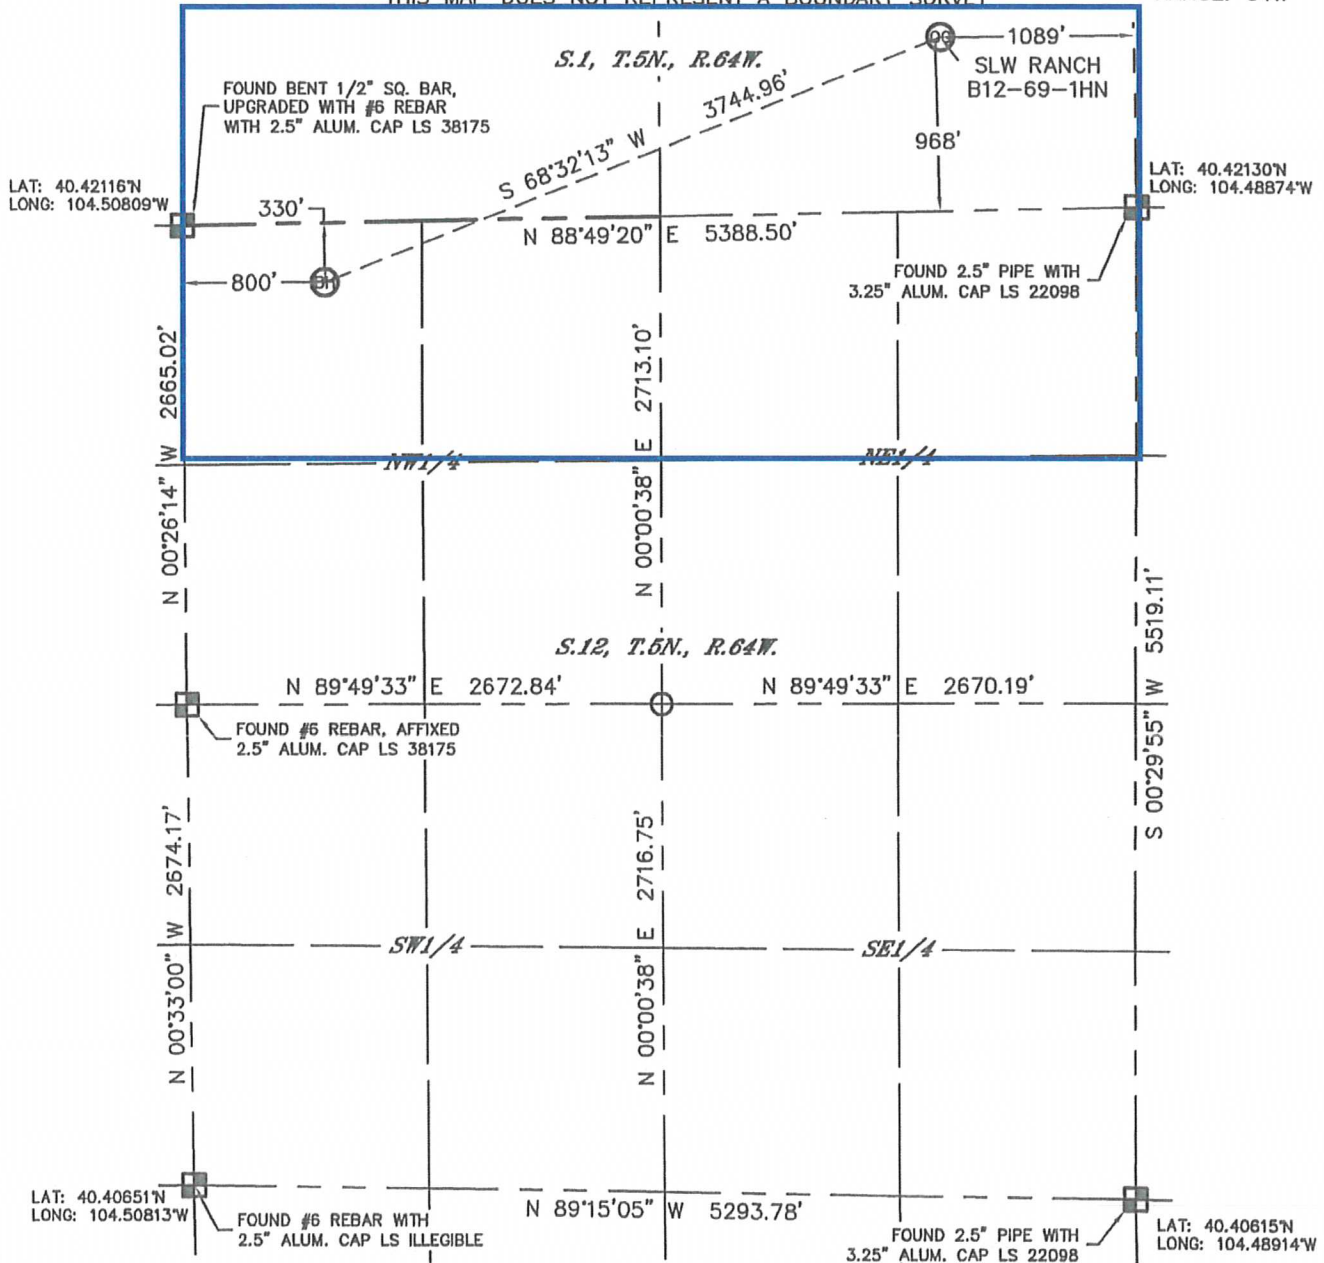 S.1, T.5N., R.64W.
1089'
SLW RANCH
B12-69-1HN
3744.96'
968'
S 68°32'13" W
FOUND BENT 1/2" SQ. BAR,
UPGRADED WITH #6 REBAR
WITH 2.5" ALUM. CAP LS 38175
LAT: 40.42116°N
LONG: 104.50809°W
LAT: 40.42130°N
LONG: 104.48874°W
330'
N 88°49'20" E 5388.50'
800'
BH
FOUND 2.5" PIPE WITH
3.25" ALUM. CAP LS 22098
N 00°26'14" W 2665.02'
N 00°00'38" E 2713.10'
NW1/4
NE1/4
S.12, T.5N., R.64W.
N 89°49'33" E 2672.84'
N 89°49'33" E 2670.19'
FOUND #6 REBAR, AFFIXED
2.5" ALUM. CAP LS 38175
S 00°29'55" W 5519.11'
N 00°33'00" W 2674.17'
N 00°00'38" E 2716.75'
SW1/4
SE1/4
LAT: 40.40651°N
LONG: 104.50813°W
FOUND #6 REBAR WITH
2.5" ALUM. CAP LS ILLEGIBLE
N 89°15'05" W 5293.78'
FOUND 2.5" PIPE WITH
3.25" ALUM. CAP LS 22098
LAT: 40.40615°N
LONG: 104.48914°W